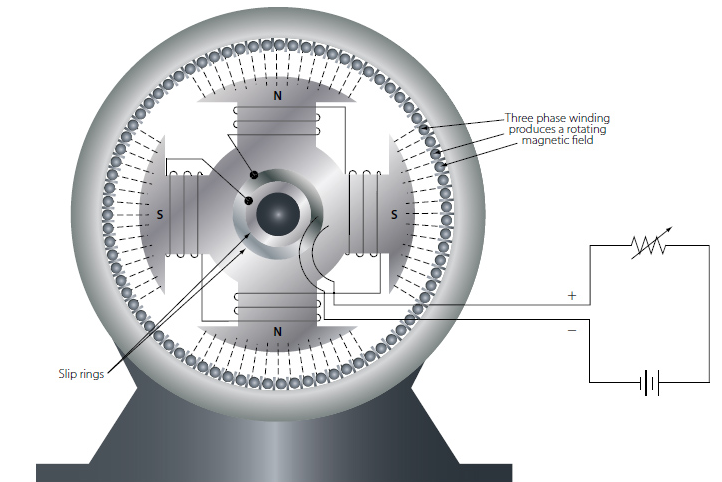 N
Three phase winding
produces a rotating
magnetic field
S
S
+
−
N
Slip rings